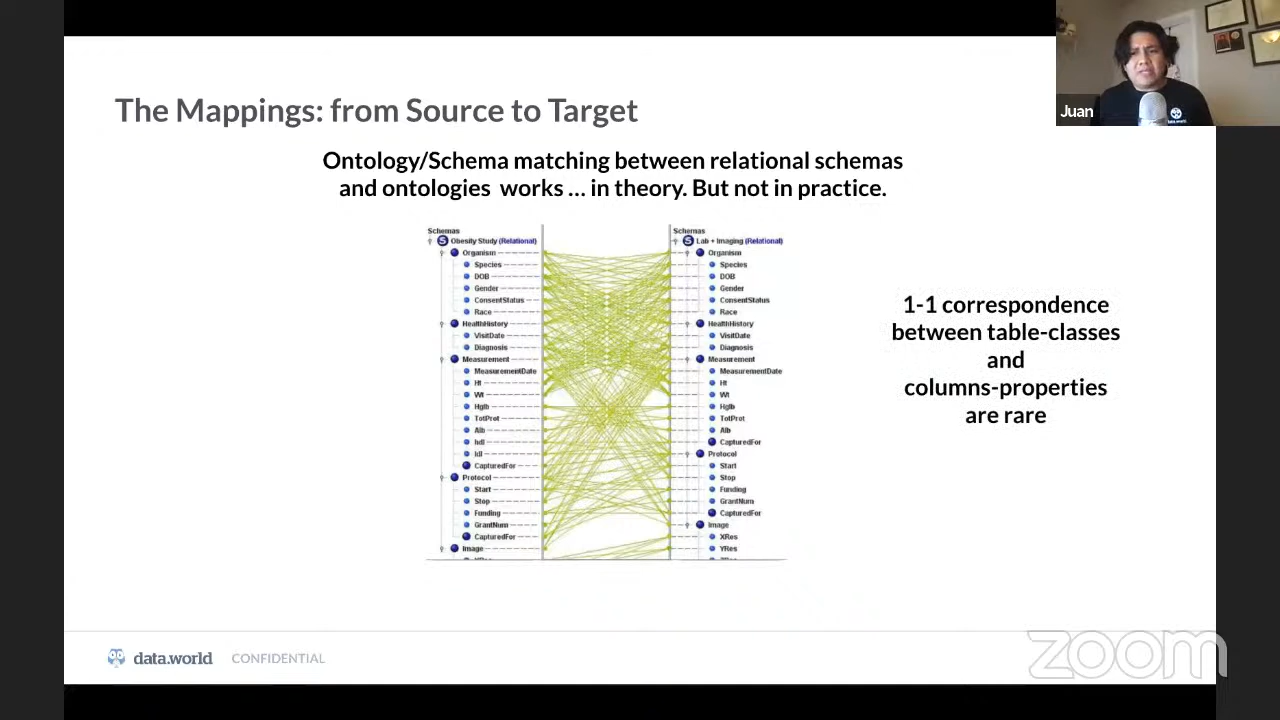 Juan
The Mappings: from Source to Target
Ontology/Schema matching between relational schemas
and ontologies works ... in theory. But not in practice.
Schemas
S Obesity Study (Relational)
Organism
Species
DOB
Gender
ConsentStatus
Race
HealthHistory
VisitDate
Diagnosis
Measurement
MeasurementDate
Ht
Wt
Hglb
TotProt
Alb
hdl
ldl
CapturedFor
Protocol
Start
Stop
Funding
GrantNum
CapturedFor
Image
Schemas
S Lab + Imaging (Relational)
Organism
Species
DOB
Gender
ConsentStatus
Race
HealthHistory
VisitDate
Diagnosis
Measurement
MeasurementDate
Ht
Wt
Hglb
TotProt
Alb
CapturedFor
Protocol
Start
Stop
Funding
GrantNum
CapturedFor
Image
XRes
YRes
1-1 correspondence
between table-classes
and
columns-properties
are rare
data.world CONFIDENTIAL
zoom